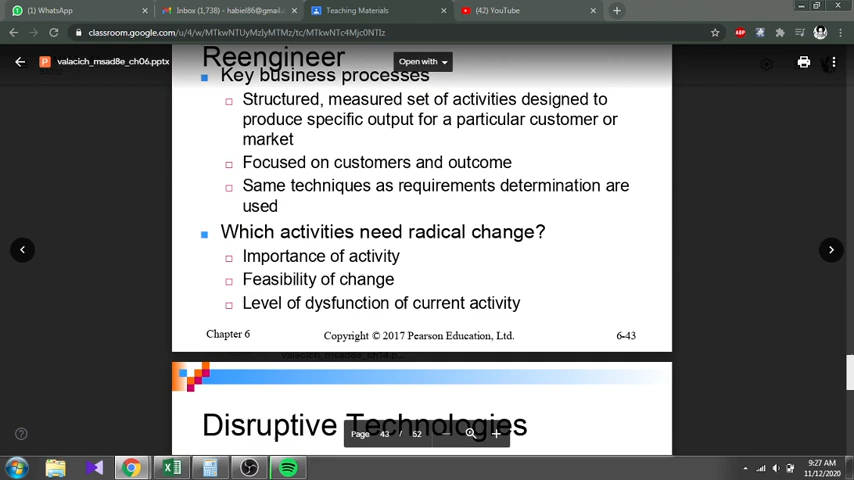 (1) WhatsApp
Inbox (1,738) - habiel86@gmail.c
Teaching Materials
(42) YouTube
classroom.google.com/u/4/w/MTkwNTUyMzIyMTMz/tc/MTkwNTc4Mjc0NTIz
valacich_msad8e_ch06.pptx
Open with
Reengineer
Key business processes
Structured, measured set of activities designed to
produce specific output for a particular customer or
market
Focused on customers and outcome
Same techniques as requirements determination are
used
Which activities need radical change?
Importance of activity
Feasibility of change
Level of dysfunction of current activity
Chapter 6
Copyright © 2017 Pearson Education, Ltd.
6-43
Disruptive Technologies
Page 43 / 52
9:27 AM
11/12/2020